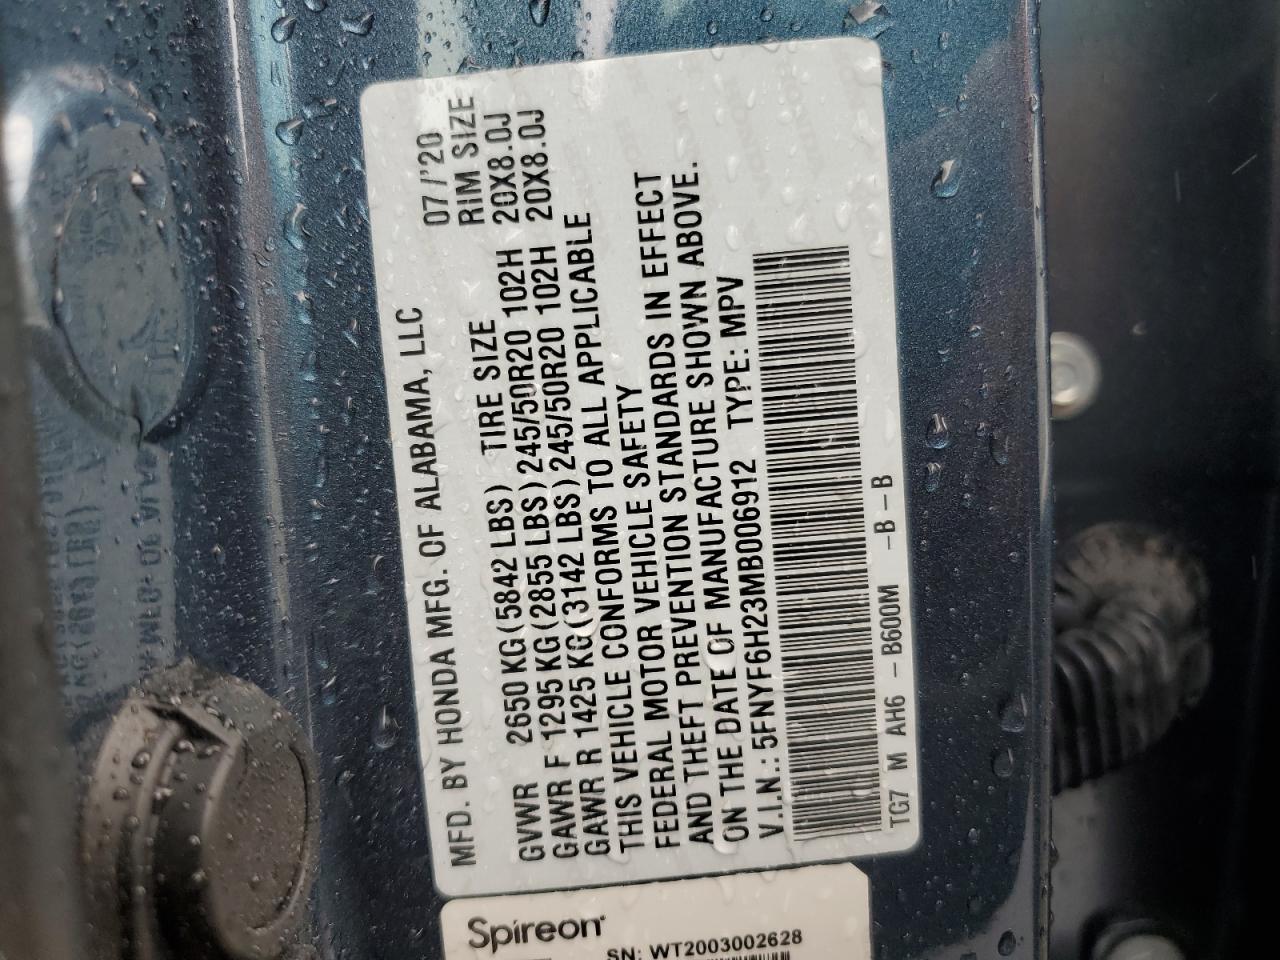 MFD. BY HONDA MFG. OF ALABAMA, LLC 07/'20
TIRE SIZE RIM SIZE
GVWR 2650 KG (5842 LBS)
GAWR F 1295 KG (2855 LBS) 245/50R20 102H 20X8.0J
GAWR R 1425 KG (3142 LBS) 245/50R20 102H 20X8.0J
THIS VEHICLE CONFORMS TO ALL APPLICABLE
FEDERAL MOTOR VEHICLE SAFETY
AND THEFT PREVENTION STANDARDS IN EFFECT
ON THE DATE OF MANUFACTURE SHOWN ABOVE.
V.I.N.: 5FNYF6H23MB006912 TYPE: MPV
TG7 M AH6 -B600M -B -B
Spireon
SN: WT2003002628